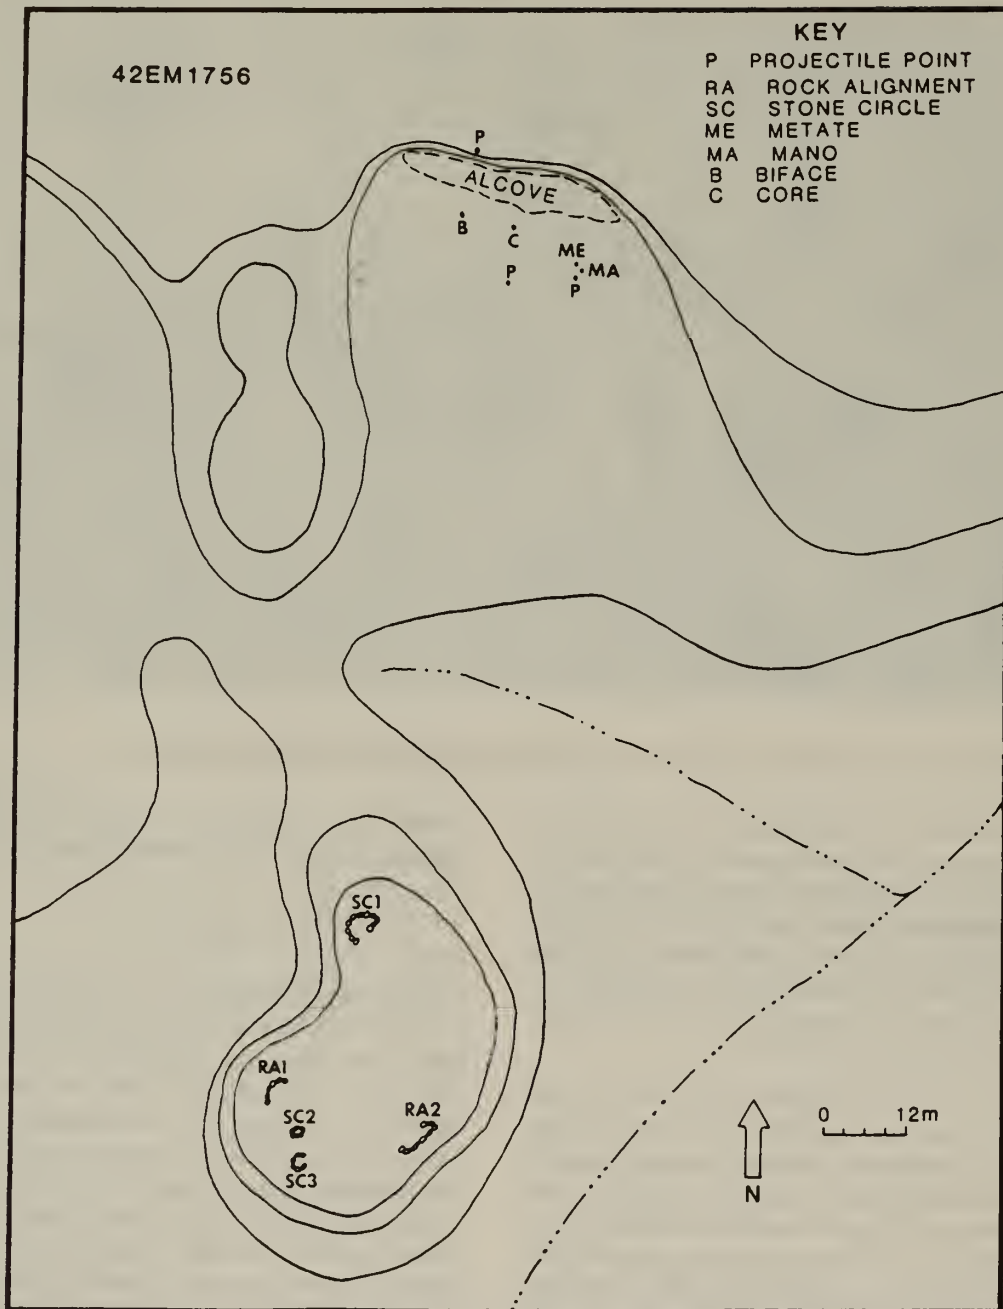 KEY
P PROJECTILE POINT
RA ROCK ALIGNMENT
SC STONE CIRCLE
ME METATE
MA MANO
B BIFACE
C CORE
42EM1756
P
ALCOVE
B
C
ME
MA
P
P
SC1
RA1
SC2
RA2
SC3
0 12m
N